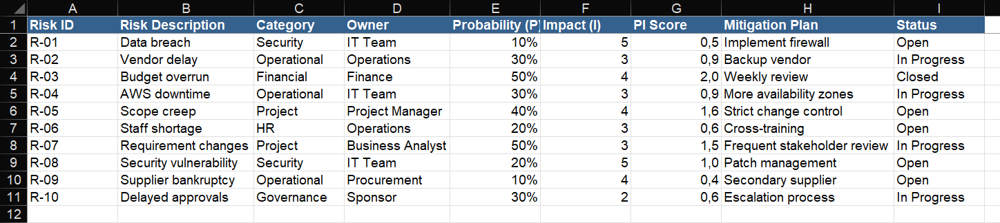 A B C D E F G H I
1 Risk ID Risk Description Category Owner Probability (P) Impact (I) PI Score Mitigation Plan Status
2 R-01 Data breach Security IT Team 10% 5 0,5 Implement firewall Open
3 R-02 Vendor delay Operational Operations 30% 3 0,9 Backup vendor In Progress
4 R-03 Budget overrun Financial Finance 50% 4 2,0 Weekly review Closed
5 R-04 AWS downtime Operational IT Team 30% 3 0,9 More availability zones In Progress
6 R-05 Scope creep Project Project Manager 40% 4 1,6 Strict change control Open
7 R-06 Staff shortage HR Operations 20% 3 0,6 Cross-training Open
8 R-07 Requirement changes Project Business Analyst 50% 3 1,5 Frequent stakeholder review In Progress
9 R-08 Security vulnerability Security IT Team 20% 5 1,0 Patch management Open
10 R-09 Supplier bankruptcy Operational Procurement 10% 4 0,4 Secondary supplier Open
11 R-10 Delayed approvals Governance Sponsor 30% 2 0,6 Escalation process In Progress
12